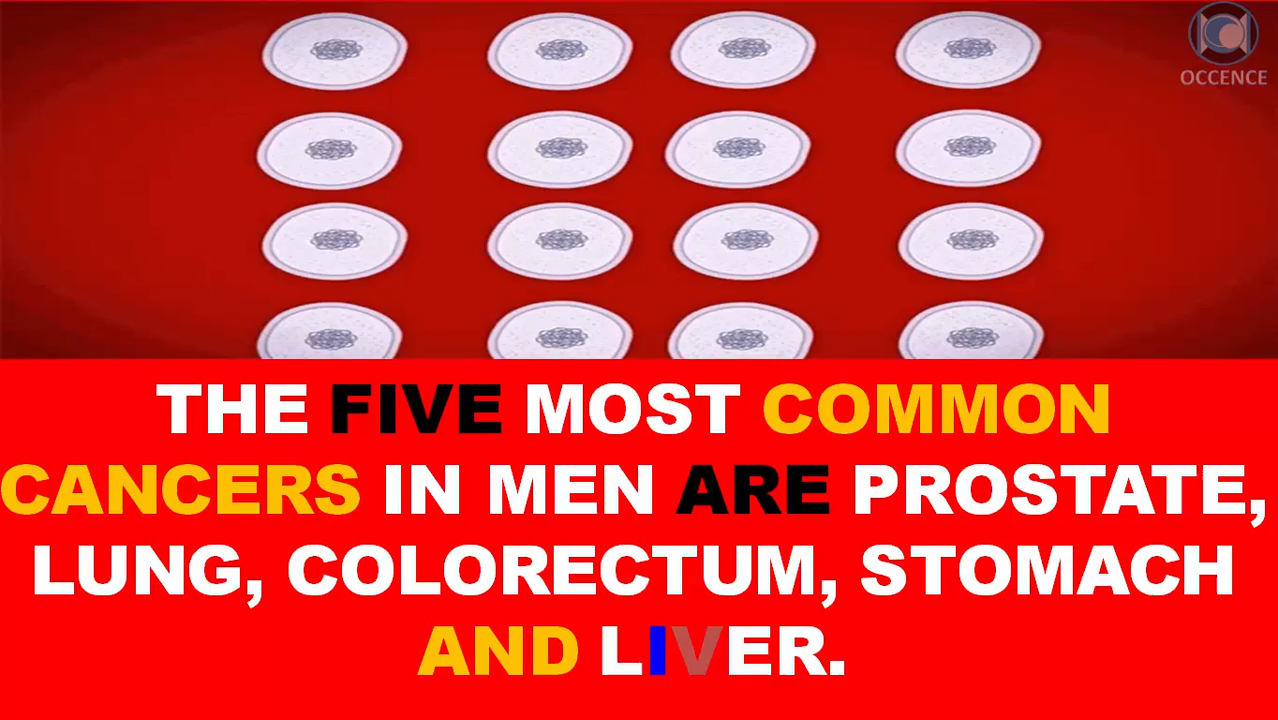 OCCENCE
THE FIVE MOST COMMON
CANCERS IN MEN ARE PROSTATE,
LUNG, COLORECTUM, STOMACH
AND LIVER.